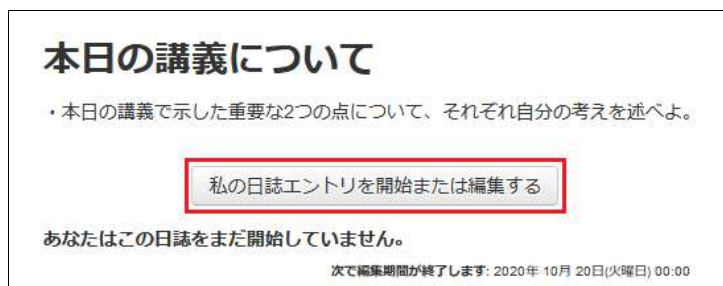 本日の講義について
・本日の講義で示した重要な2つの点について、それぞれ自分の考えを述べよ。
私の日誌エントリを開始または編集する
あなたはこの日誌をまだ開始していません。
次で編集期間が終了します: 2020年 10月 20日(火曜日) 00:00